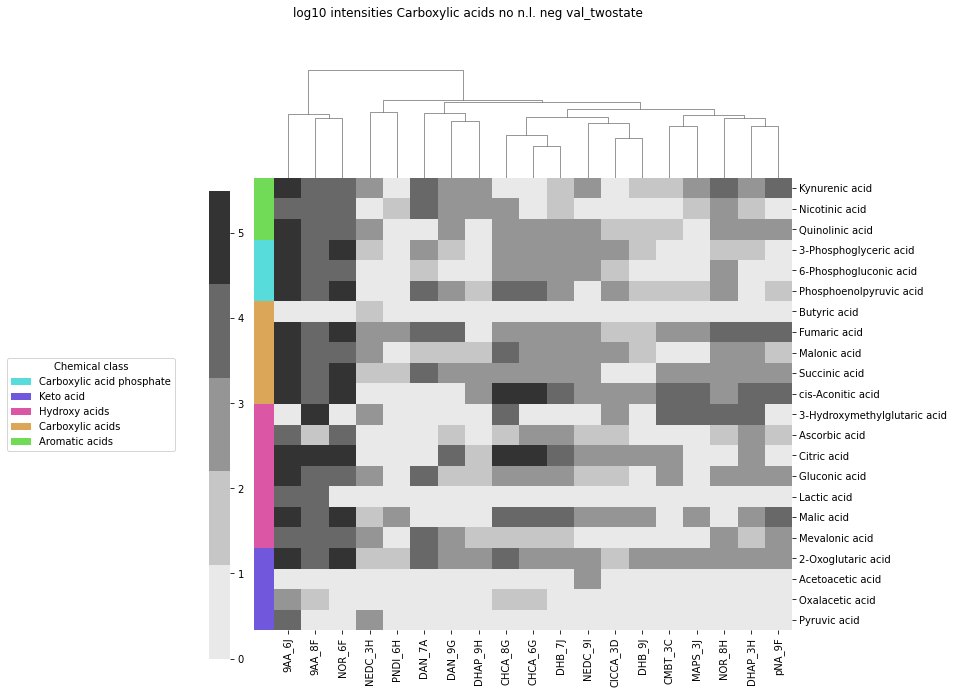 log10 intensities Carboxylic acids no n.l. neg val_twostate
5
4
3
2
1
0
Chemical class
Carboxylic acid phosphate
Keto acid
Hydroxy acids
Carboxylic acids
Aromatic acids
Kynurenic acid
Nicotinic acid
Quinolinic acid
3-Phosphoglyceric acid
6-Phosphogluconic acid
Phosphoenolpyruvic acid
Butyric acid
Fumaric acid
Malonic acid
Succinic acid
cis-Aconitic acid
3-Hydroxymethylglutaric acid
Ascorbic acid
Citric acid
Gluconic acid
Lactic acid
Malic acid
Mevalonic acid
2-Oxoglutaric acid
Acetoacetic acid
Oxalacetic acid
Pyruvic acid
9AA_6J
9AA_8F
NOR_6F
NEDC_3H
PNDI_6H
DAN_7A
DAN_9G
DHAP_9H
CHCA_8G
CHCA_6G
DHB_7J
NEDC_9I
ClCCA_3D
DHB_9J
CMBT_3C
MAPS_3J
NOR_8H
DHAP_3H
pNA_9F